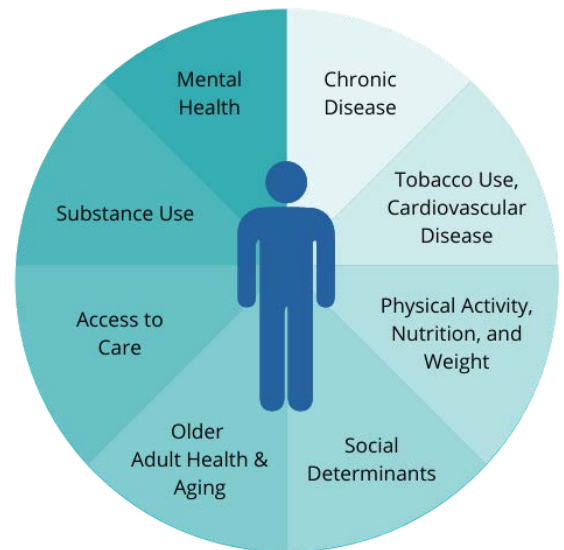 Mental
Health
Chronic
Disease
Tobacco Use,
Cardiovascular
Disease
Physical Activity,
Nutrition, and
Weight
Social
Determinants
Older
Adult Health &
Aging
Access to
Care
Substance Use